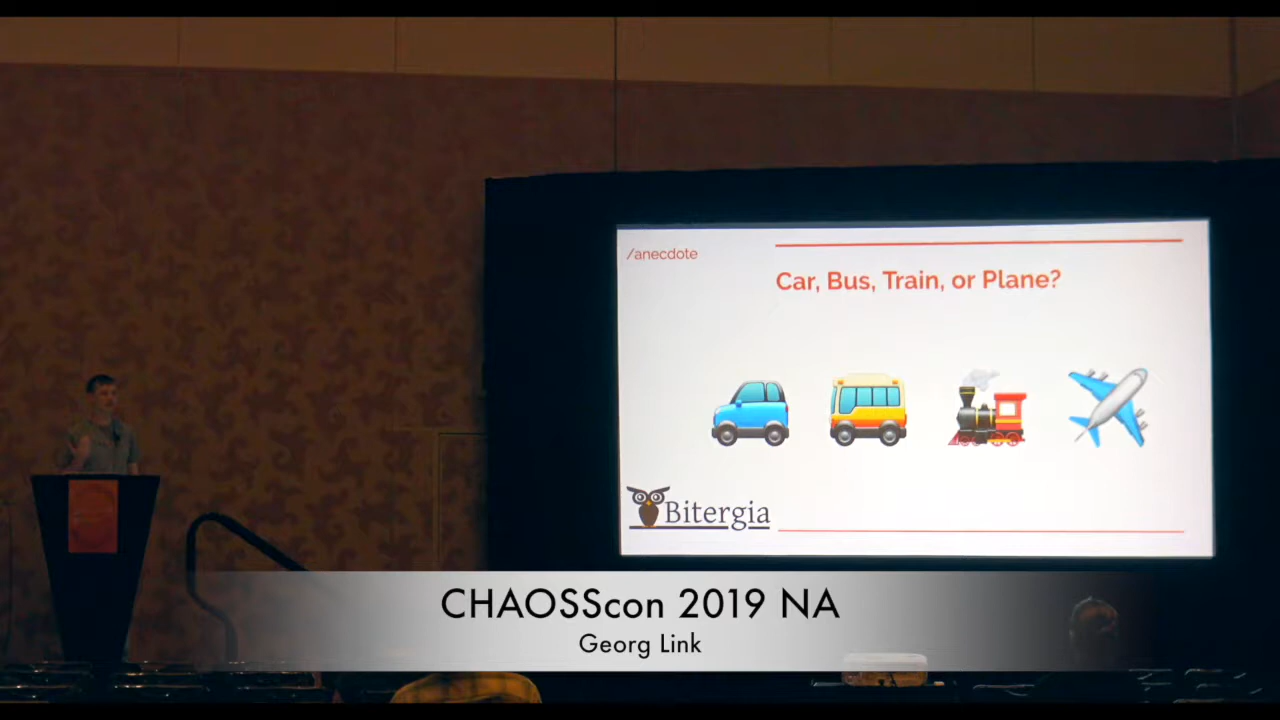 /anecdote
Car, Bus, Train, or Plane?
Bitergia
CHAOSScon 2019 NA
Georg Link